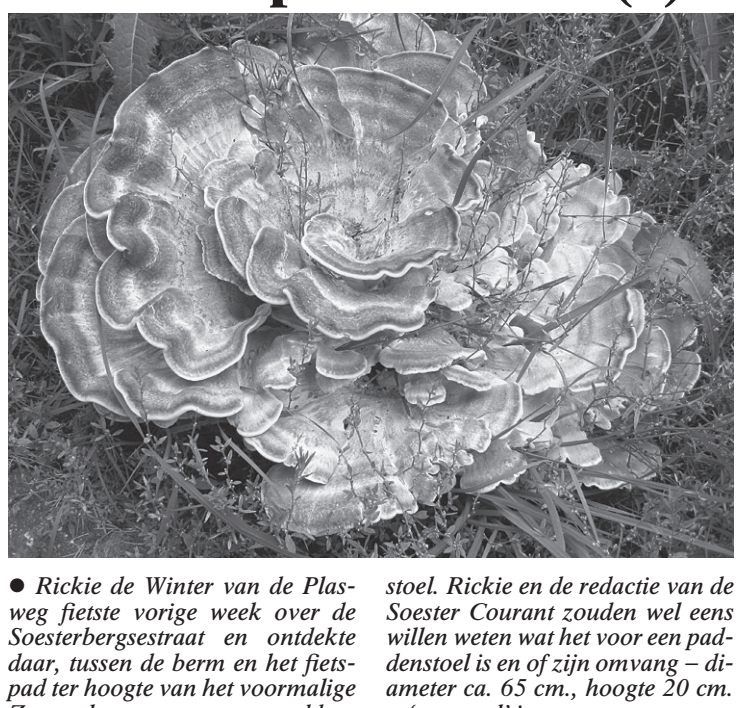 ● Rickie de Winter van de Plas-
weg fietste vorige week over de
Soesterbergsestraat en ontdekte
daar, tussen de berm en het fiets-
pad ter hoogte van het voormalige
stoel. Rickie en de redactie van de
Soester Courant zouden wel eens
willen weten wat het voor een pad-
denstoel is en of zijn omvang – di-
ameter ca. 65 cm., hoogte 20 cm.